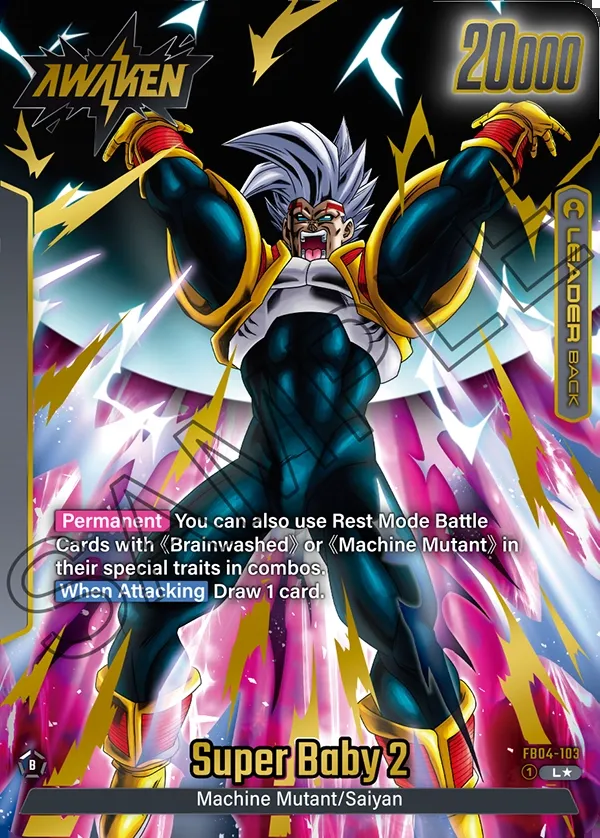 AWAKEN
20000
LEADER BACK
SAMPLE
Permanent You can also use Rest Mode Battle
Cards with 《Brainwashed》 or 《Machine Mutant》 in
their special traits in combos.
When Attacking Draw 1 card.
Super Baby 2
FB04-103
B
1 L★
Machine Mutant/Saiyan